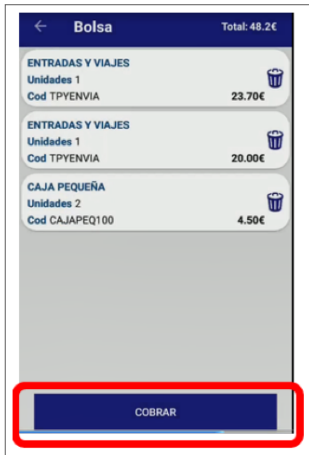 Bolsa Total: 48.2€
ENTRADAS Y VIAJES
Unidades 1
Cod TPYENVIA 23.70€
ENTRADAS Y VIAJES
Unidades 1
Cod TPYENVIA 20.00€
CAJA PEQUEÑA
Unidades 2
Cod CAJAPEQ100 4.50€
COBRAR